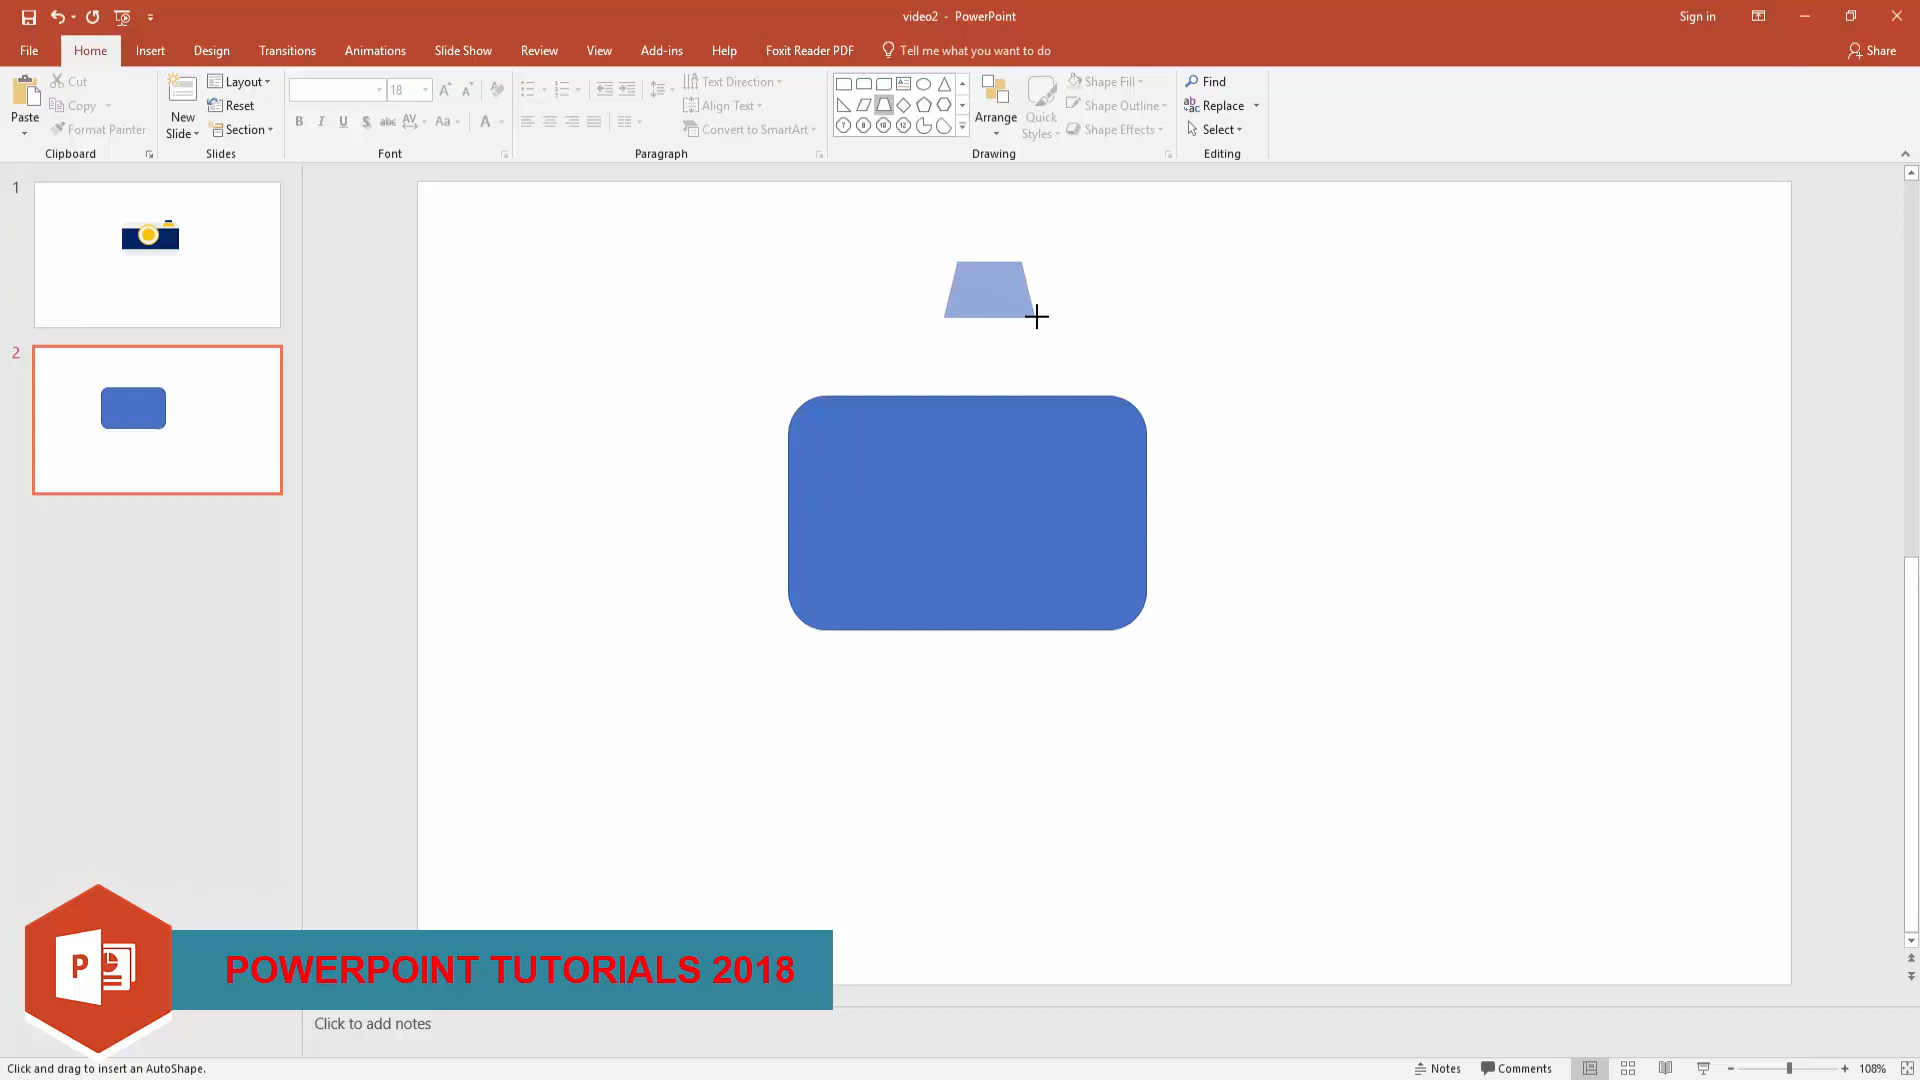 video2 - PowerPoint
Sign in
File Home Insert Design Transitions Animations Slide Show Review View Add-ins Help Foxit Reader PDF Tell me what you want to do Share
Paste
Cut
Copy
Format Painter
Clipboard
New
Slide
Layout
Reset
Section
Slides
18
B I U S abc AV Aa A
Font
Text Direction
Align Text
Convert to SmartArt
Paragraph
Arrange
Quick
Styles
Shape Fill
Shape Outline
Shape Effects
Drawing
Find
Replace
Select
Editing
1
2
P
POWERPOINT TUTORIALS 2018
Click to add notes
Click and drag to insert an AutoShape.
Notes Comments 108%